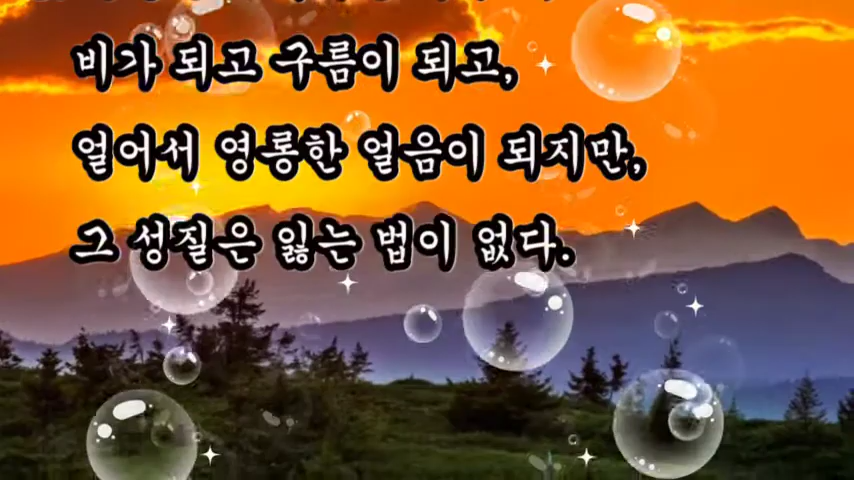 비가 되고 구름이 되고,
얼어서 영롱한 얼음이 되지만,
그 성질은 잃는 법이 없다.